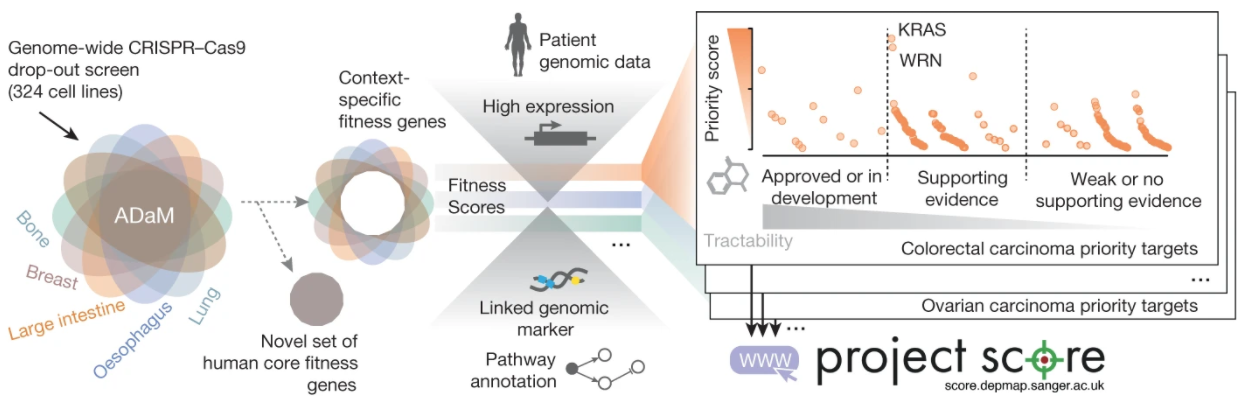 Genome-wide CRISPR–Cas9
drop-out screen
(324 cell lines)
ADaM
Bone
Breast
Large intestine
Oesophagus
Lung
Context-
specific
fitness genes
Novel set of
human core fitness
genes
Patient
genomic data
High expression
Fitness
Scores
...
Linked genomic
marker
Pathway
annotation
Priority score
KRAS
WRN
Approved or in
development
Supporting
evidence
Weak or no
supporting evidence
Tractability
Colorectal carcinoma priority targets
...
Ovarian carcinoma priority targets
...
www
project score
score.depmap.sanger.ac.uk